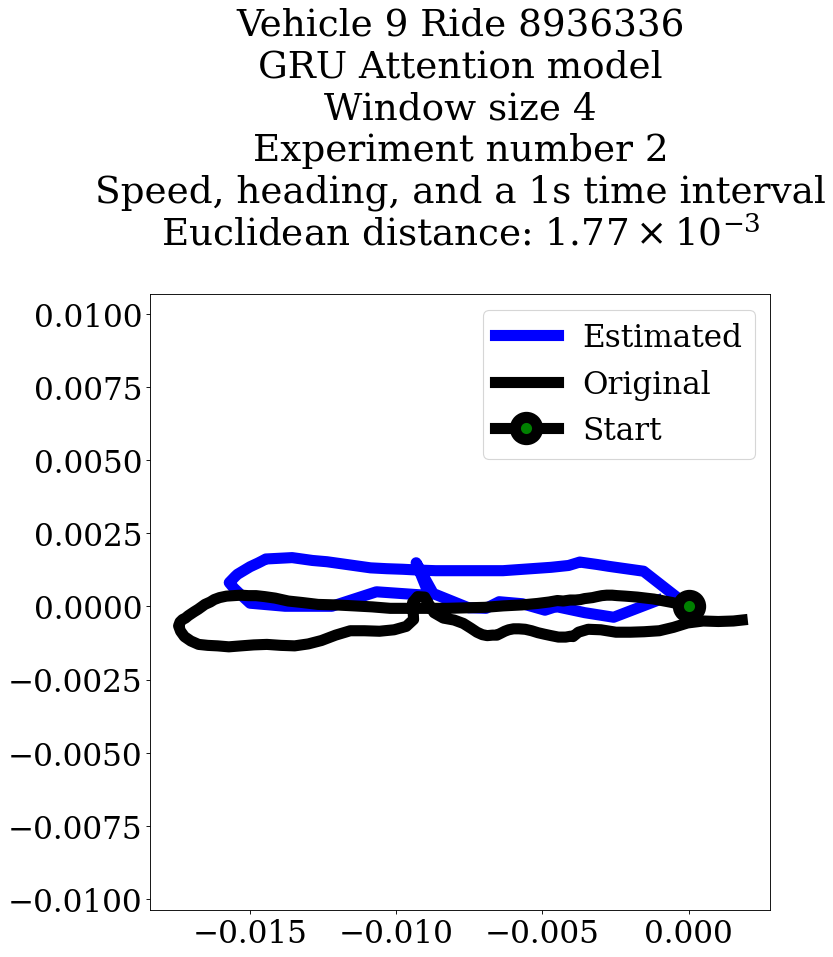 Vehicle 9 Ride 8936336
GRU Attention model
Window size 4
Experiment number 2
Speed, heading, and a 1s time interval
Euclidean distance: 1.77 × 10⁻³
Estimated
Original
Start
0.0100
0.0075
0.0050
0.0025
0.0000
−0.0025
−0.0050
−0.0075
−0.0100
−0.015 −0.010 −0.005 0.000